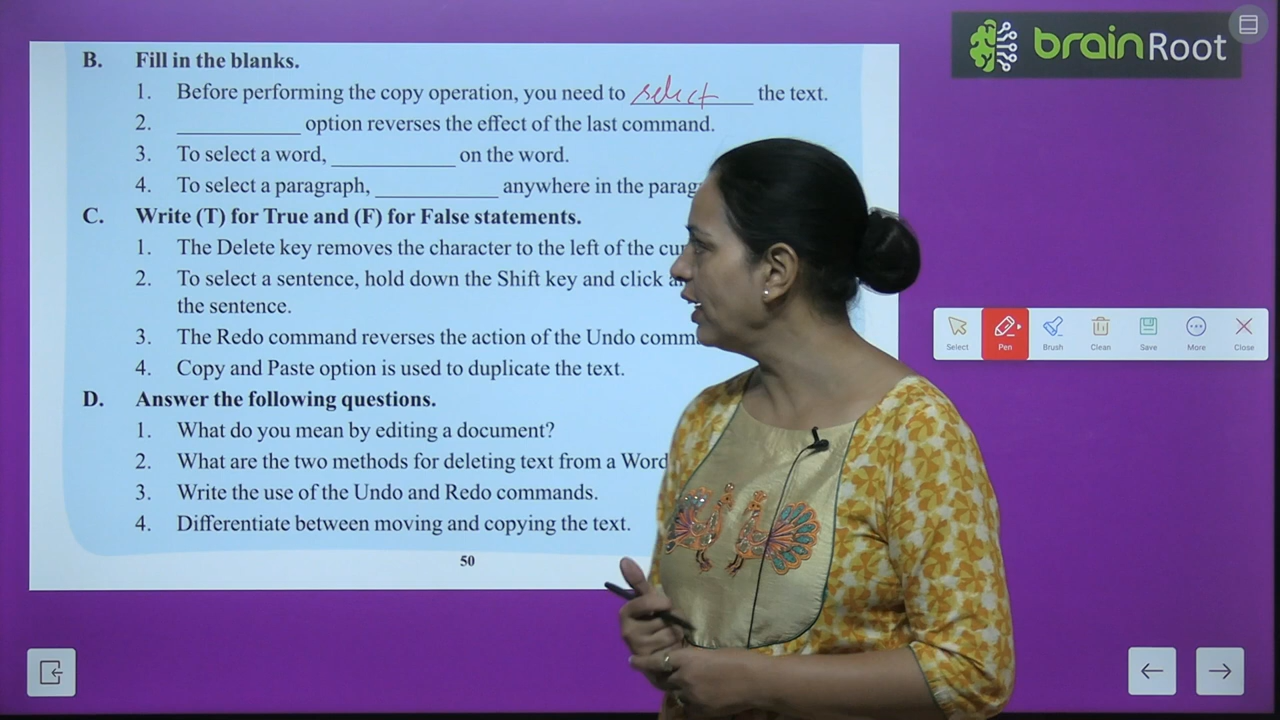 brainRoot
B. Fill in the blanks.
1. Before performing the copy operation, you need to select the text.
2. ____________ option reverses the effect of the last command.
3. To select a word, ____________ on the word.
4. To select a paragraph, ____________ anywhere in the parag
C. Write (T) for True and (F) for False statements.
1. The Delete key removes the character to the left of the cu
2. To select a sentence, hold down the Shift key and click a
the sentence.
3. The Redo command reverses the action of the Undo comm
4. Copy and Paste option is used to duplicate the text.
D. Answer the following questions.
1. What do you mean by editing a document?
2. What are the two methods for deleting text from a Word
3. Write the use of the Undo and Redo commands.
4. Differentiate between moving and copying the text.
50
Select Pen Brush Clean Save More Close